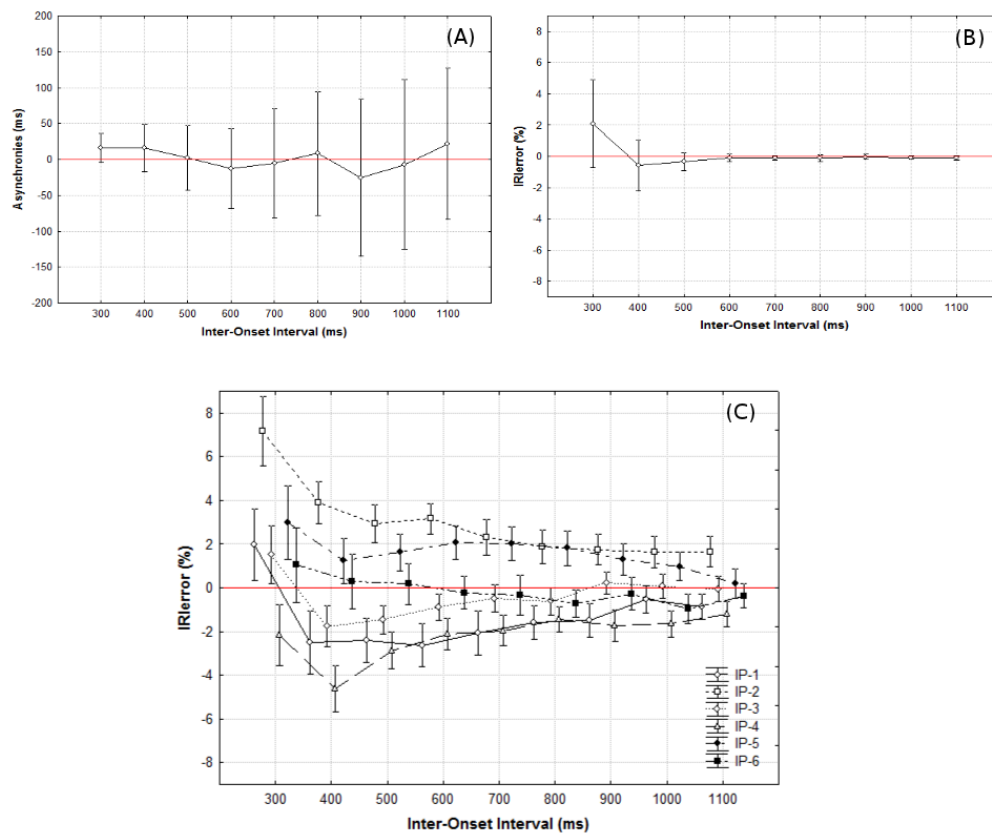 (A)
Asynchronies (ms)
200
150
100
50
0
-50
-100
-150
-200
300 400 500 600 700 800 900 1000 1100
Inter-Onset Interval (ms)
(B)
IRIerror (%)
8
6
4
2
0
-2
-4
-6
-8
300 400 500 600 700 800 900 1000 1100
Inter-Onset Interval (ms)
(C)
IRIerror (%)
8
6
4
2
0
-2
-4
-6
-8
IP-1
IP-2
IP-3
IP-4
IP-5
IP-6
300 400 500 600 700 800 900 1000 1100
Inter-Onset Interval (ms)